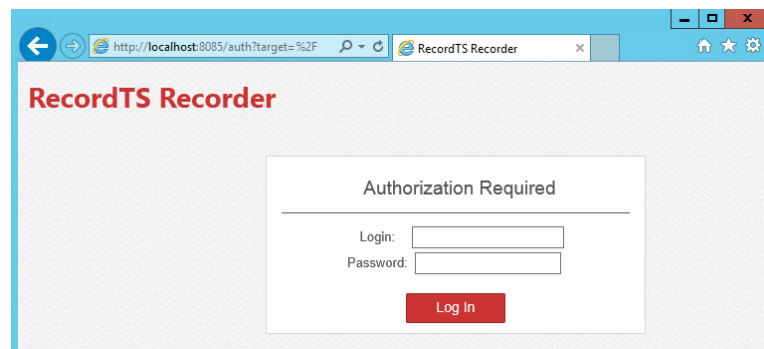 http://localhost:8085/auth?target=%2F
RecordTS Recorder
RecordTS Recorder
Authorization Required
Login:
Password:
Log In